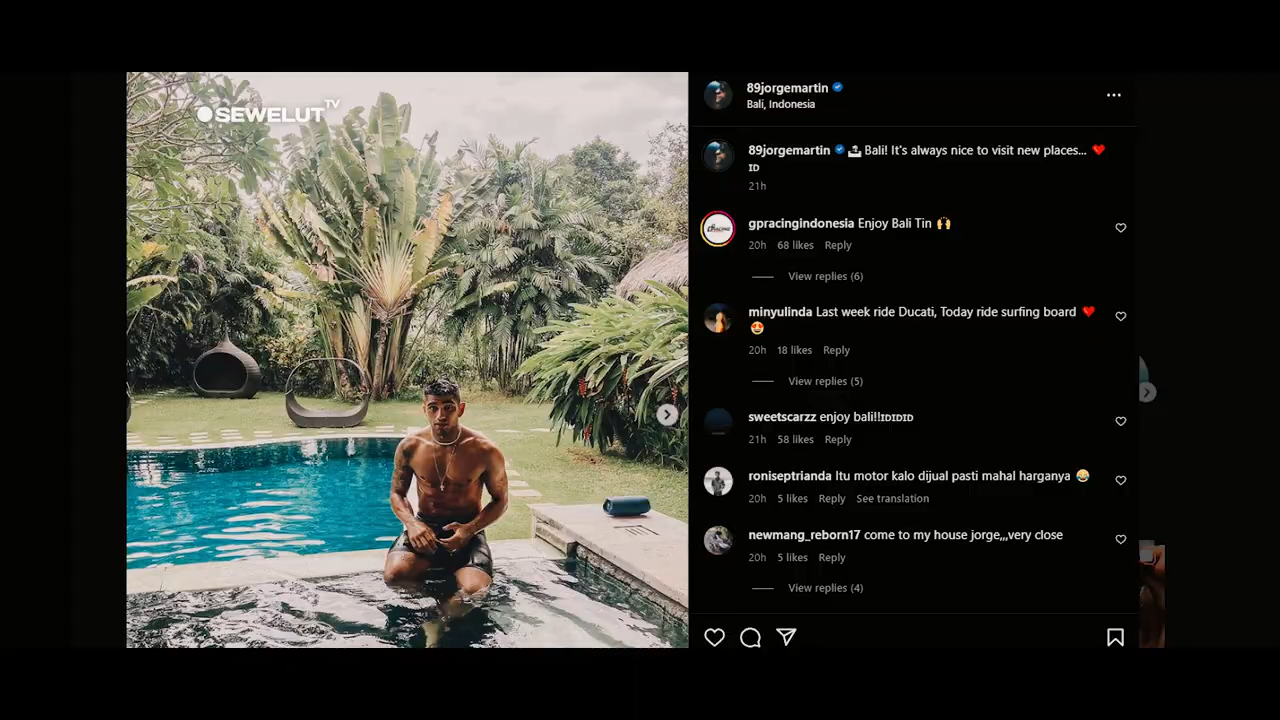 SEWELUT TV
89jorgemartin
Bali, Indonesia
89jorgemartin Bali! It's always nice to visit new places... ❤️
ID
21h
gpracingindonesia Enjoy Bali Tin 🙌
20h 68 likes Reply
View replies (6)
minyulinda Last week ride Ducati, Today ride surfing board ❤️
😍
20h 18 likes Reply
View replies (5)
sweetscarzz enjoy bali!!IDIDID
21h 58 likes Reply
roniseptrianda Itu motor kalo dijual pasti mahal harganya 😂
20h 5 likes Reply See translation
newmang_reborn17 come to my house jorge,,,very close
20h 5 likes Reply
View replies (4)